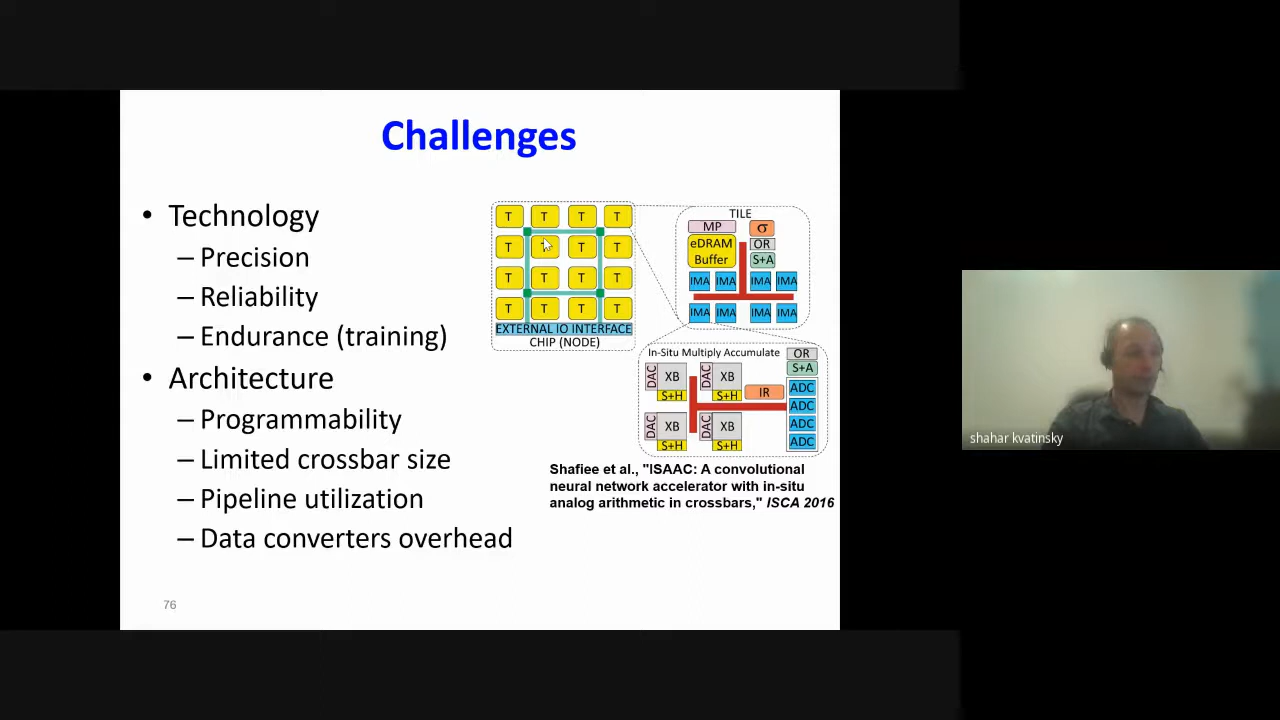 Challenges
• Technology
– Precision
– Reliability
– Endurance (training)
• Architecture
– Programmability
– Limited crossbar size
– Pipeline utilization
– Data converters overhead
T T T T
T T T T
T T T T
T T T T
EXTERNAL IO INTERFACE
CHIP (NODE)
TILE
MP σ
eDRAM OR
Buffer S+A
IMA IMA IMA IMA
IMA IMA IMA IMA
In-Situ Multiply Accumulate OR
S+A
DAC XB DAC XB IR ADC
S+H S+H ADC
DAC XB DAC XB ADC
S+H S+H ADC
Shafiee et al., "ISAAC: A convolutional
neural network accelerator with in-situ
analog arithmetic in crossbars," ISCA 2016
76
shahar kvatinsky